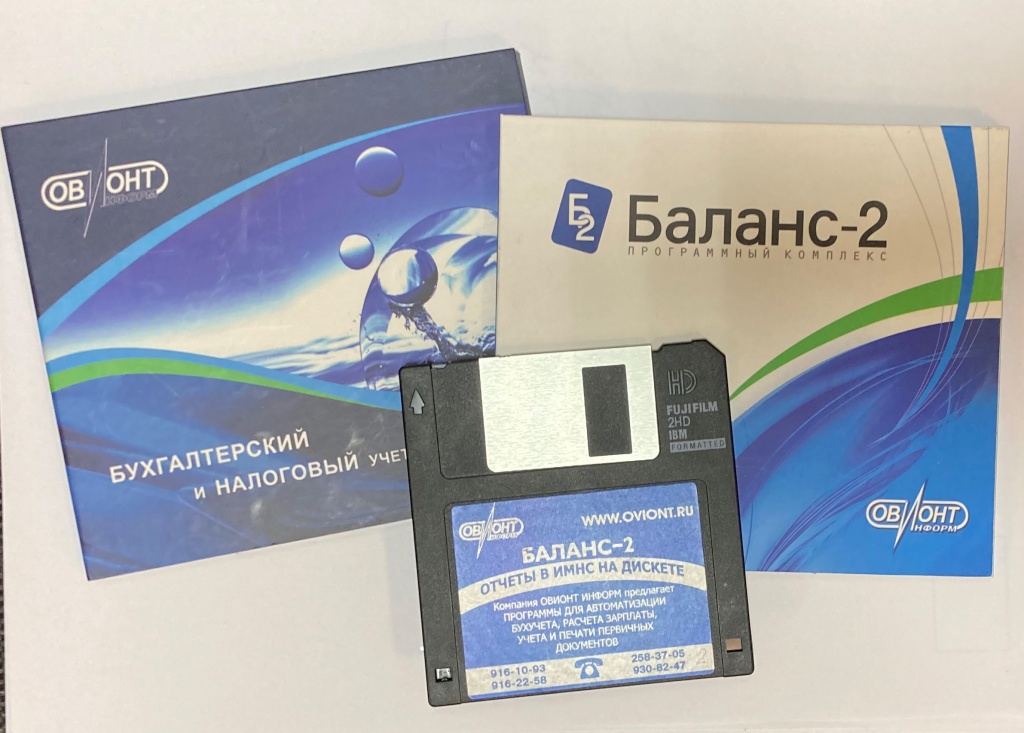 ОВИОНТ
ИНФОРМ
БУХГАЛТЕРСКИЙ
и НАЛОГОВЫЙ УЧЕТ
Б2
Баланс-2
ПРОГРАММНЫЙ КОМПЛЕКС
ОВИОНТ
ИНФОРМ
HD
FUJIFILM
2HD
IBM
FORMATTED
ОВИОНТ
ИНФОРМ
WWW.OVIONT.RU
БАЛАНС-2
ОТЧЕТЫ В ИМНС НА ДИСКЕТЕ
Компания ОВИОНТ ИНФОРМ предлагает
ПРОГРАММЫ ДЛЯ АВТОМАТИЗАЦИИ
БУХУЧЕТА, РАСЧЕТА ЗАРПЛАТЫ,
УЧЕТА И ПЕЧАТИ ПЕРВИЧНЫХ
ДОКУМЕНТОВ
916-10-93
916-22-58
258-37-05
930-82-47
2